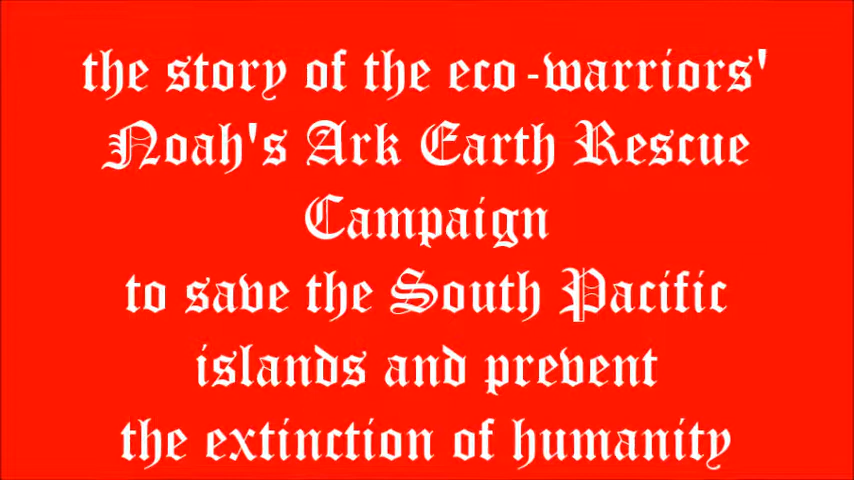 the story of the eco-warriors'
Noah's Ark Earth Rescue
Campaign
to save the South Pacific
islands and prevent
the extinction of humanity